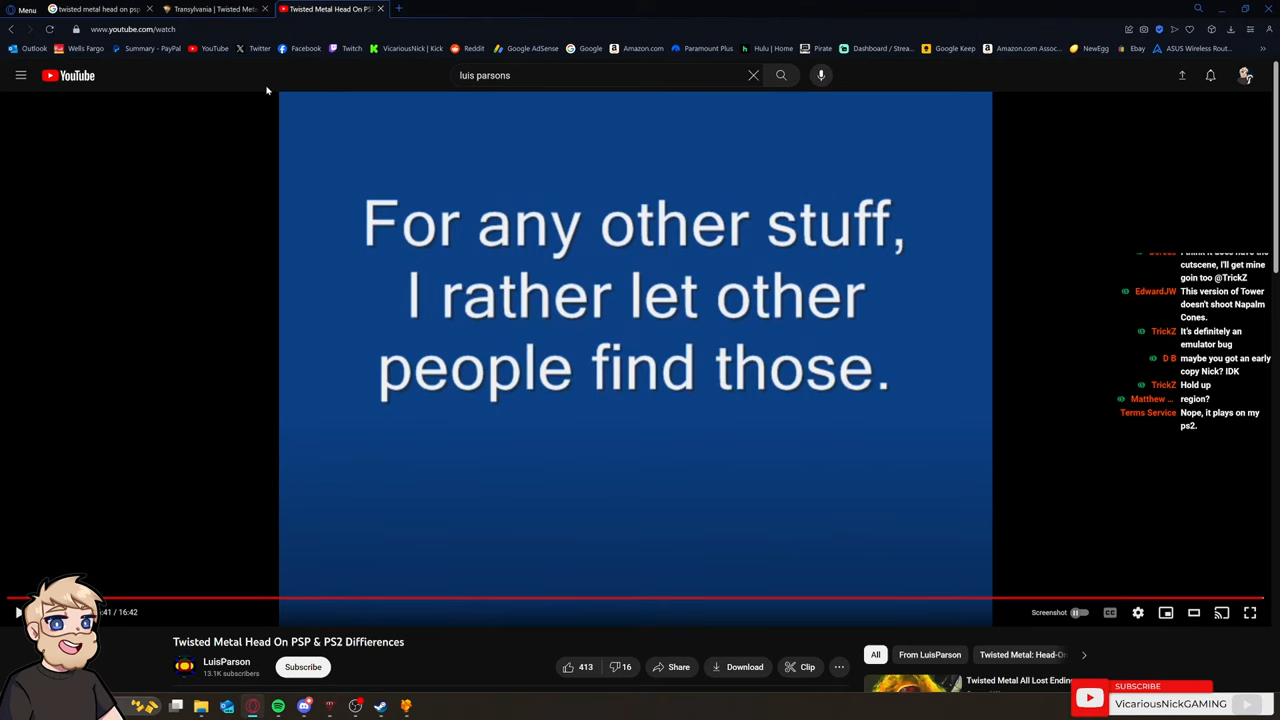 Menu
twisted metal head on psp
Transylvania | Twisted Met
Twisted Metal Head On PS
www.youtube.com/watch
Outlook
Wells Fargo
Summary - PayPal
YouTube
Twitter
Facebook
Twitch
VicariousNick | Kick
Reddit
Google AdSense
Google
Amazon.com
Paramount Plus
Hulu | Home
Pirate
Dashboard / Strea...
Google Keep
Amazon.com Assoc...
NewEgg
Ebay
ASUS Wireless Rout...
YouTube
luis parsons
For any other stuff,
I rather let other
people find those.
cutscene, I'll get mine
goin too @TrickZ
EdwardJW This version of Tower
doesn't shoot Napalm
Cones.
TrickZ It's definitely an
emulator bug
D B maybe you got an early
copy Nick? IDK
TrickZ Hold up
Matthew ... region?
Terms Service Nope, it plays on my
ps2.
:41 / 16:42
Screenshot
Twisted Metal Head On PSP & PS2 Diffierences
LuisParson
13.1K subscribers
Subscribe
413
16
Share
Download
Clip
All
From LuisParson
Twisted Metal: Head-On
Twisted Metal All Lost Ending
SUBSCRIBE
VicariousNickGAMING